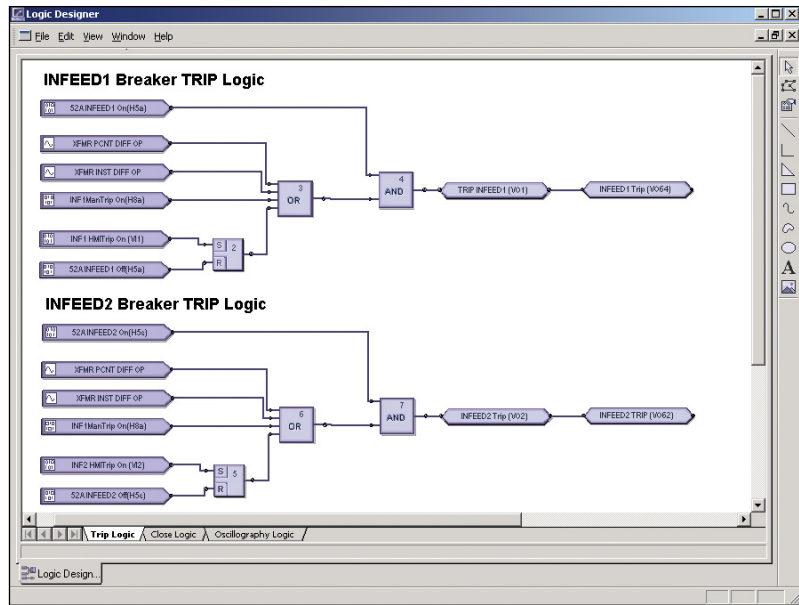 Logic Designer
File Edit View Window Help
INFEED1 Breaker TRIP Logic
52A INFEED1 On(H5a)
XFMR PCNT DIFF OP
XFMR INST DIFF OP
INF1ManTrip On(H8a)
INF1 HMITrip On (VI1)
52A INFEED1 Off(H5a)
S 2
R
3
OR
4
AND
TRIP INFEED1 (VO1)
INFEED1 Trip (VO64)
INFEED2 Breaker TRIP Logic
52A INFEED2 On(H5c)
XFMR PCNT DIFF OP
XFMR INST DIFF OP
INF1ManTrip On(H8a)
INF2 HMITrip On (VI2)
52A INFEED2 Off(H5c)
S 5
R
6
OR
7
AND
INFEED2 Trip (VO2)
INFEED2 TRIP (VO62)
A
Trip Logic Close Logic Oscillography Logic
Logic Design...